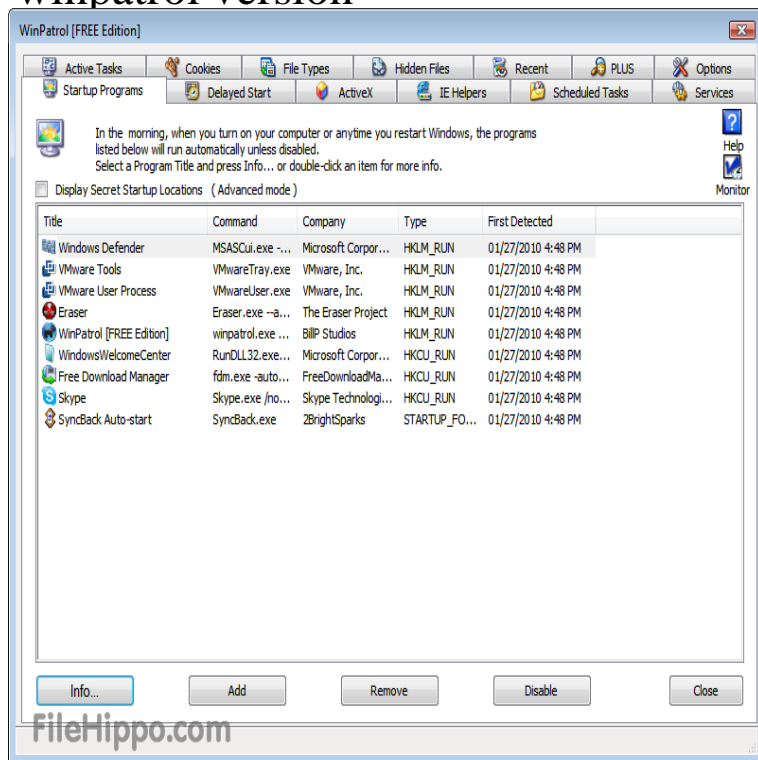 winpatrol version
WinPatrol [FREE Edition]
Active Tasks Cookies File Types Hidden Files Recent PLUS Options
Startup Programs Delayed Start ActiveX IE Helpers Scheduled Tasks Services
In the morning, when you turn on your computer or anytime you restart Windows, the programs
listed below will run automatically unless disabled.
Select a Program Title and press Info... or double-click an item for more info.
Help
Display Secret Startup Locations ( Advanced mode )
Monitor
Title Command Company Type First Detected
Windows Defender MSASCui.exe -... Microsoft Corpor... HKLM_RUN 01/27/2010 4:48 PM
VMware Tools VMwareTray.exe VMware, Inc. HKLM_RUN 01/27/2010 4:48 PM
VMware User Process VMwareUser.exe VMware, Inc. HKLM_RUN 01/27/2010 4:48 PM
Eraser Eraser.exe --a... The Eraser Project HKLM_RUN 01/27/2010 4:48 PM
WinPatrol [FREE Edition] winpatrol.exe ... BillP Studios HKLM_RUN 01/27/2010 4:48 PM
WindowsWelcomeCenter RunDLL32.exe... Microsoft Corpor... HKCU_RUN 01/27/2010 4:48 PM
Free Download Manager fdm.exe -auto... FreeDownloadMa... HKCU_RUN 01/27/2010 4:48 PM
Skype Skype.exe /no... Skype Technologi... HKCU_RUN 01/27/2010 4:48 PM
SyncBack Auto-start SyncBack.exe 2BrightSparks STARTUP_FO... 01/27/2010 4:48 PM
Info... Add Remove Disable Close
FileHippo.com